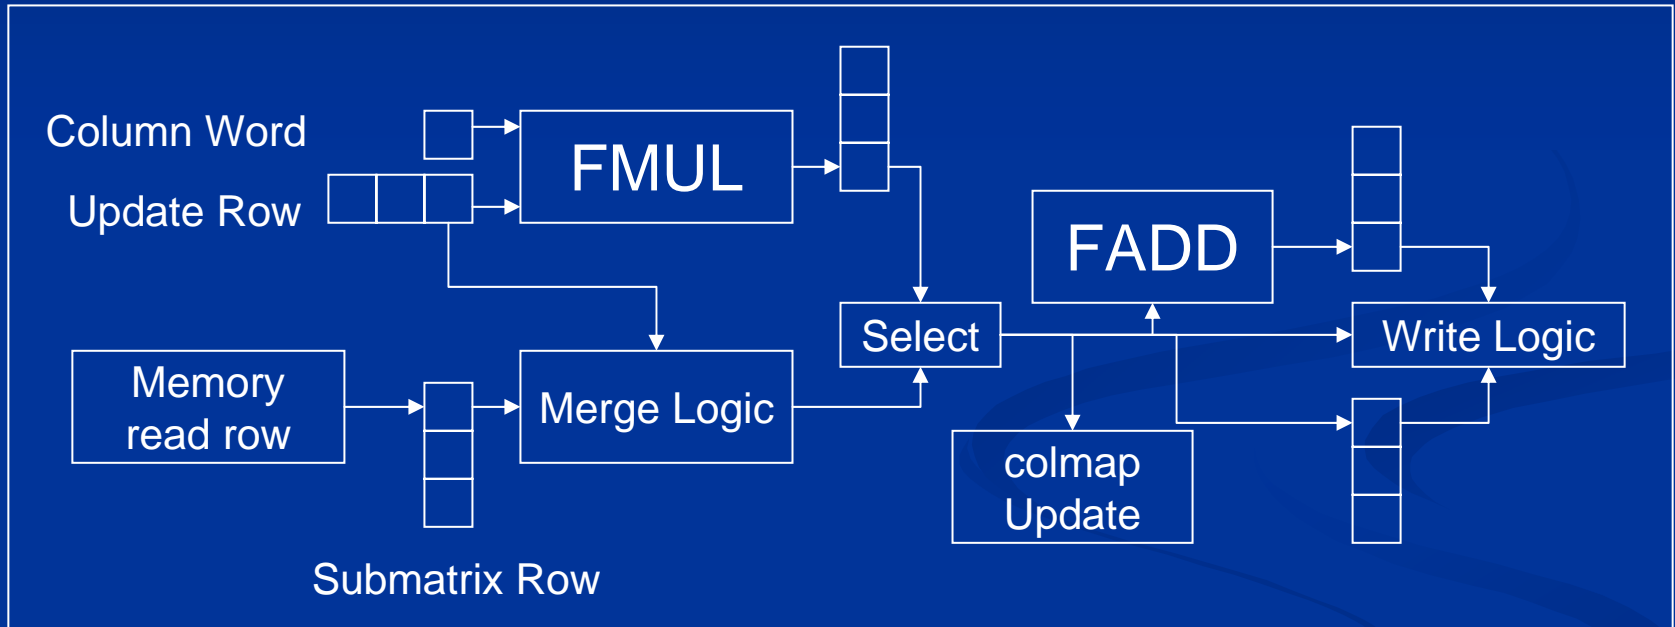 Column Word
FMUL
Update Row
FADD
Select
Write Logic
Memory
read row
Merge Logic
colmap
Update
Submatrix Row